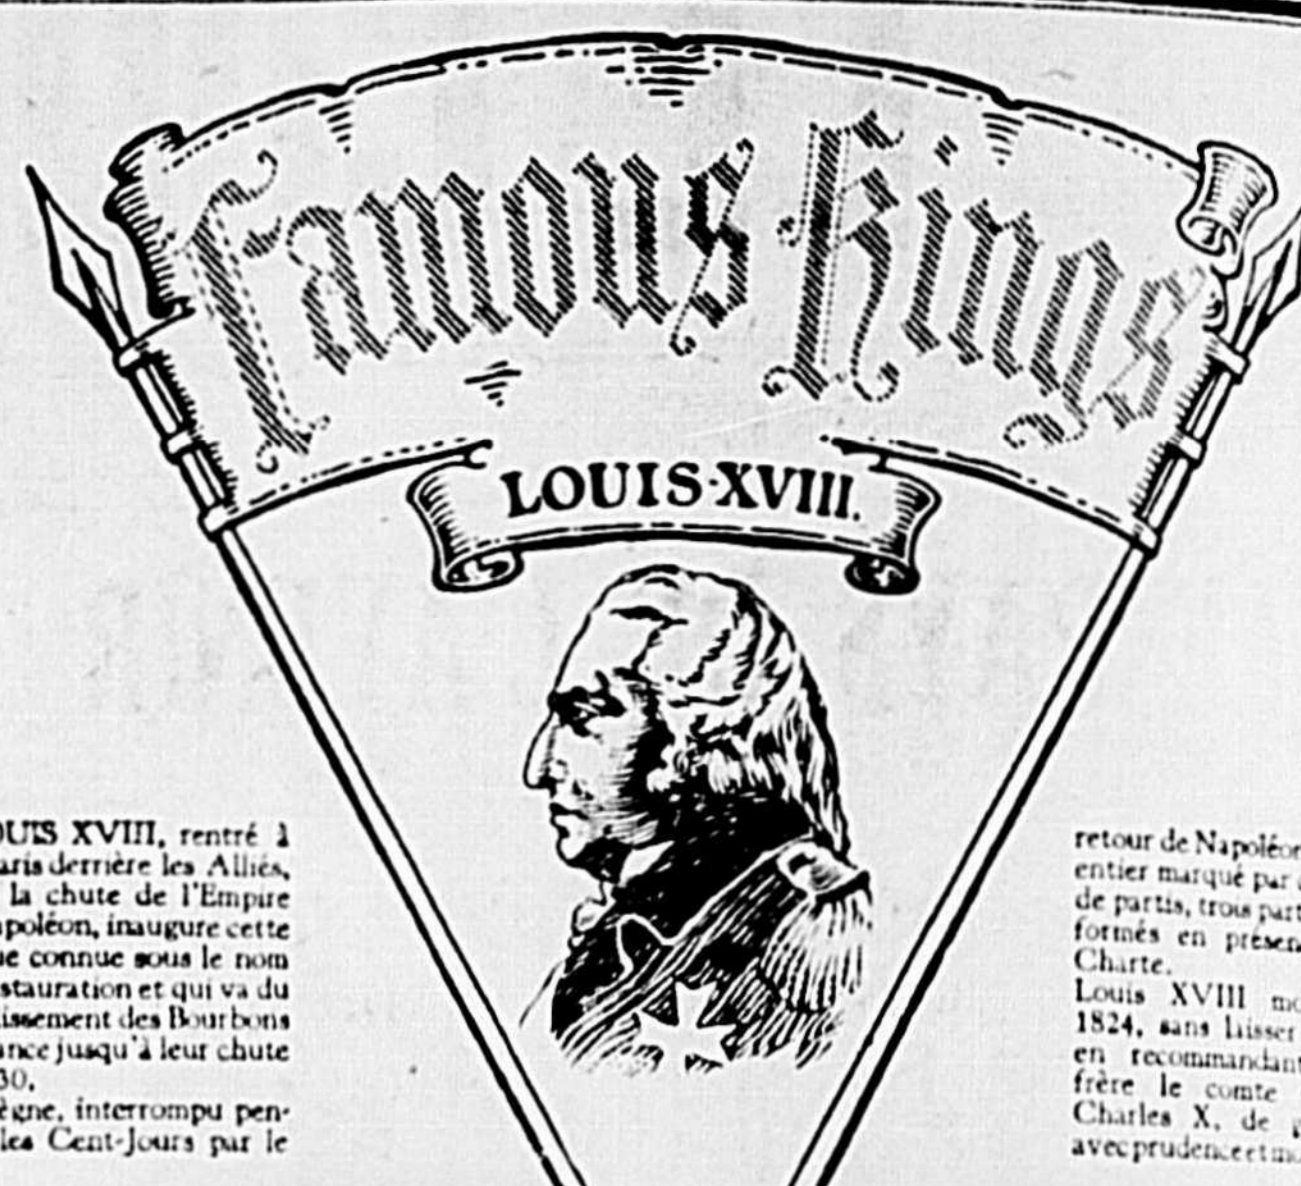 Famous Kings
LOUIS·XVIII.
OUIS XVIII, rentré à
aris derrière les Alliés,
la chute de l'Empire
poléon, inaugure cette
ue connue sous le nom
stauration et qui va du
issement des Bourbons
ance jusqu'à leur chute
30,
ègne, interrompu pen-
les Cent-Jours par le
retour de Napoléon
entier marqué par
de partis, trois part
formés en présen
Charte.
Louis XVIII mo
1824, sans laisser
en recommandant
frère le comte
Charles X, de
avec prudence et mo